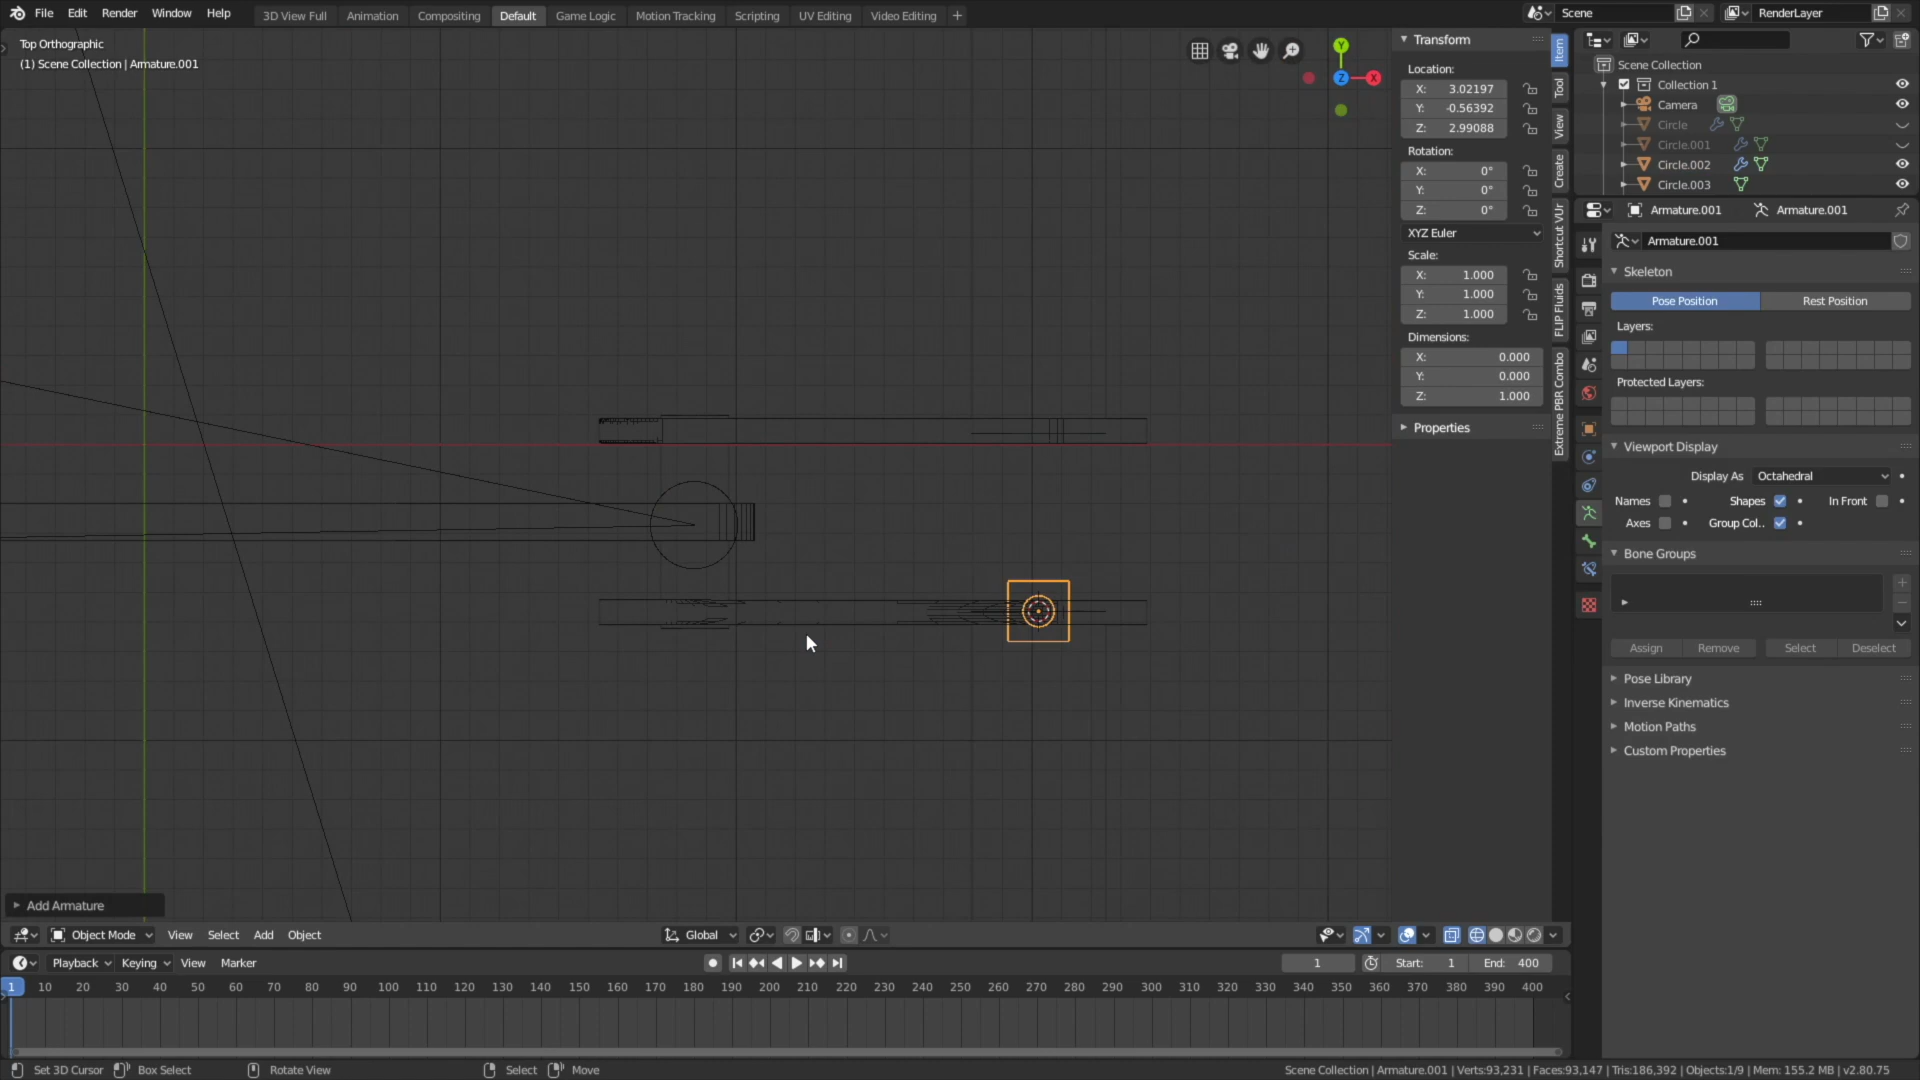 File Edit Render Window Help 3D View Full Animation Compositing Default Game Logic Motion Tracking Scripting UV Editing Video Editing + Scene RenderLayer
Top Orthographic
(1) Scene Collection | Armature.001
Y
X
Z
Transform
Location:
X: 3.02197
Y: -0.56392
Z: 2.99088
Rotation:
X: 0°
Y: 0°
Z: 0°
XYZ Euler
Scale:
X: 1.000
Y: 1.000
Z: 1.000
Dimensions:
X: 0.000
Y: 0.000
Z: 1.000
Properties
Item
Tool
View
Create
Shortcut VUr
FLIP Fluids
Extreme PBR Combo
Scene Collection
Collection 1
Camera
Circle
Circle.001
Circle.002
Circle.003
Armature.001 Armature.001
Armature.001
Skeleton
Pose Position Rest Position
Layers:
Protected Layers:
Viewport Display
Display As Octahedral
Names Shapes In Front
Axes Group Col..
Bone Groups
Assign Remove Select Deselect
Pose Library
Inverse Kinematics
Motion Paths
Custom Properties
Add Armature
Object Mode View Select Add Object Global
Playback Keying View Marker 1 Start: 1 End: 400
1 10 20 30 40 50 60 70 80 90 100 110 120 130 140 150 160 170 180 190 200 210 220 230 240 250 260 270 280 290 300 310 320 330 340 350 360 370 380 390 400
Set 3D Cursor Box Select Rotate View Select Move Scene Collection | Armature.001 | Verts:93,231 | Faces:93,147 | Tris:186,392 | Objects:1/9 | Mem: 155.2 MB | v2.80.75